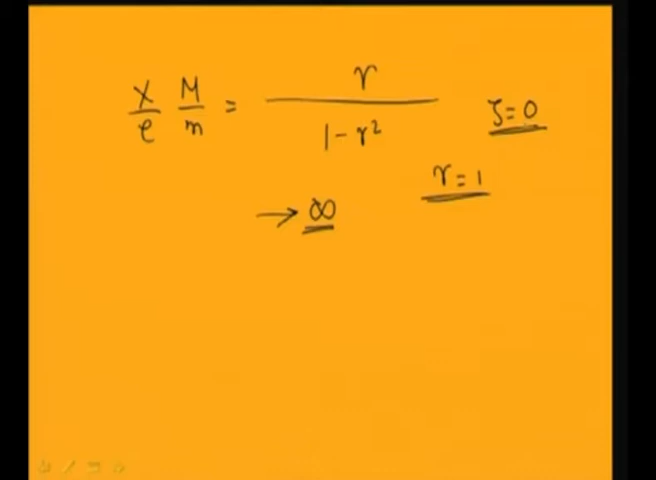 X/e M/m = r/(1-r²) ζ=0
r=1
→ ∞